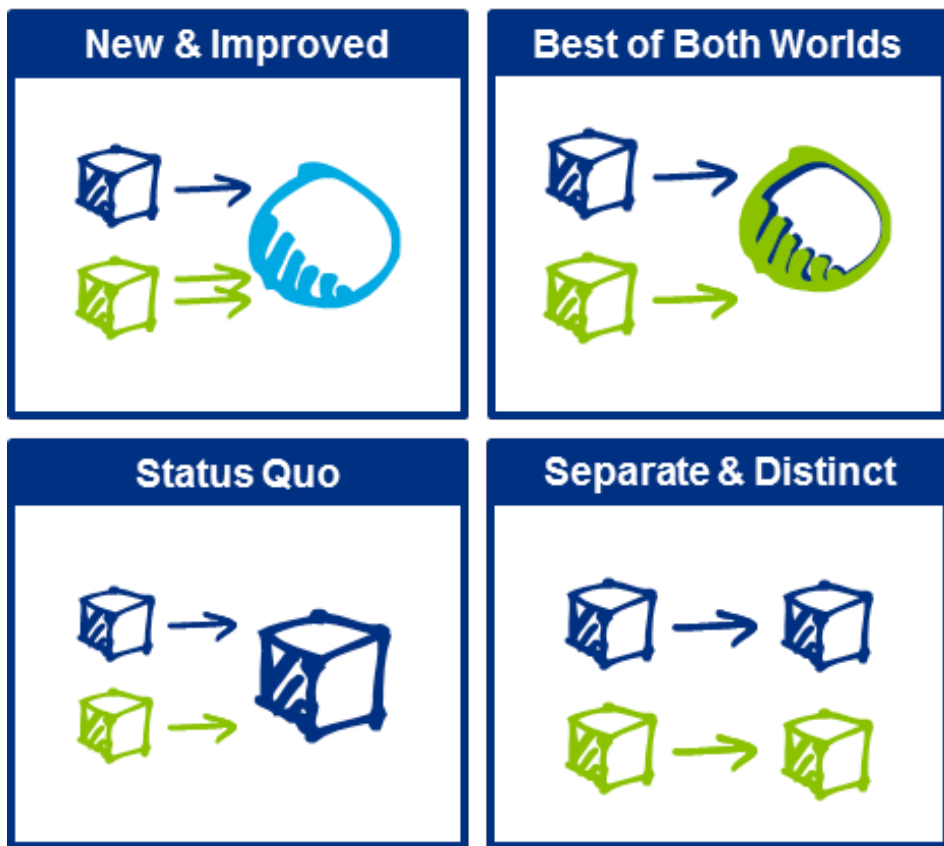 New & Improved
Best of Both Worlds
Status Quo
Separate & Distinct